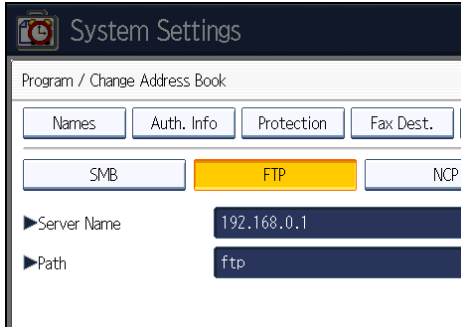 System Settings
Program / Change Address Book
Names Auth. Info Protection Fax Dest.
SMB FTP NCP
▶Server Name 192.168.0.1
▶Path ftp